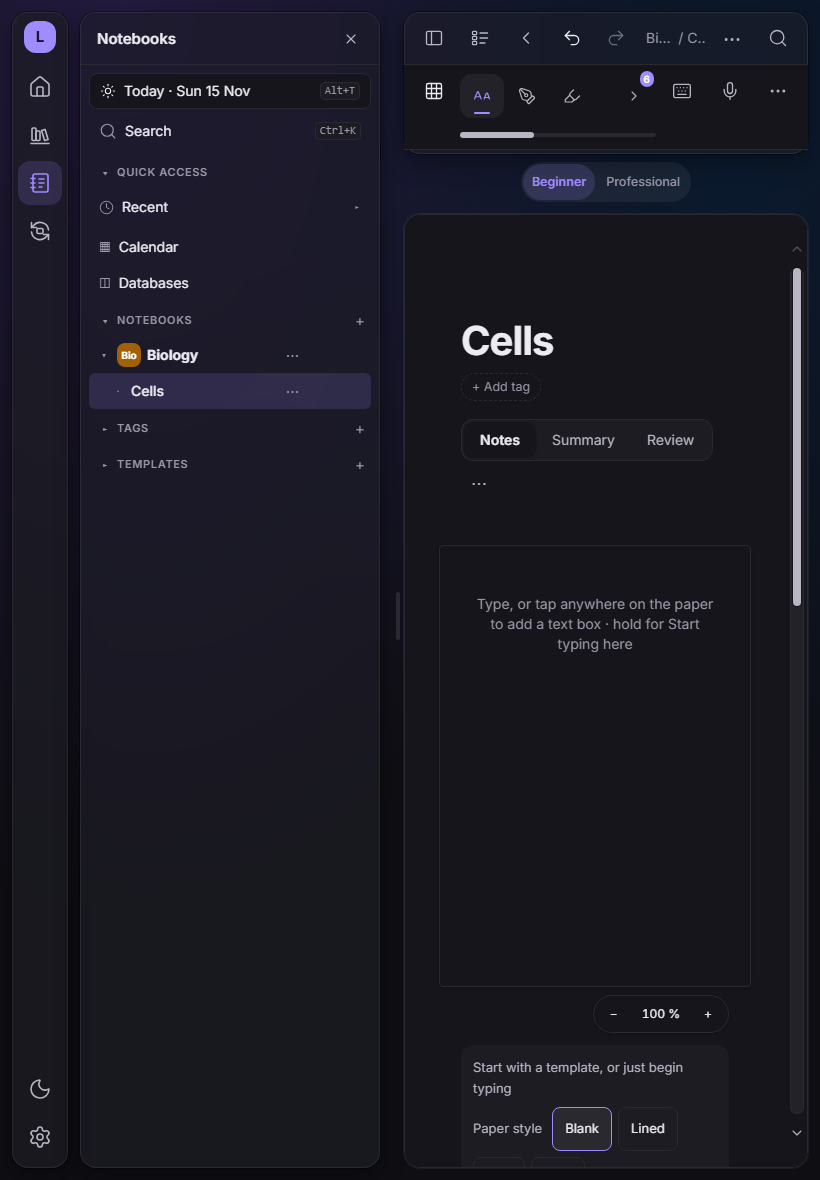 L
Notebooks
Today · Sun 15 Nov
Alt+T
Search
Ctrl+K
QUICK ACCESS
Recent
Calendar
Databases
NOTEBOOKS
+
Bio
Biology
...
Cells
...
TAGS
+
TEMPLATES
+
Bi... / C..
...
AA
6
...
Beginner
Professional
Cells
+ Add tag
Notes
Summary
Review
...
Type, or tap anywhere on the paper
to add a text box · hold for Start
typing here
− 100 % +
Start with a template, or just begin
typing
Paper style
Blank
Lined